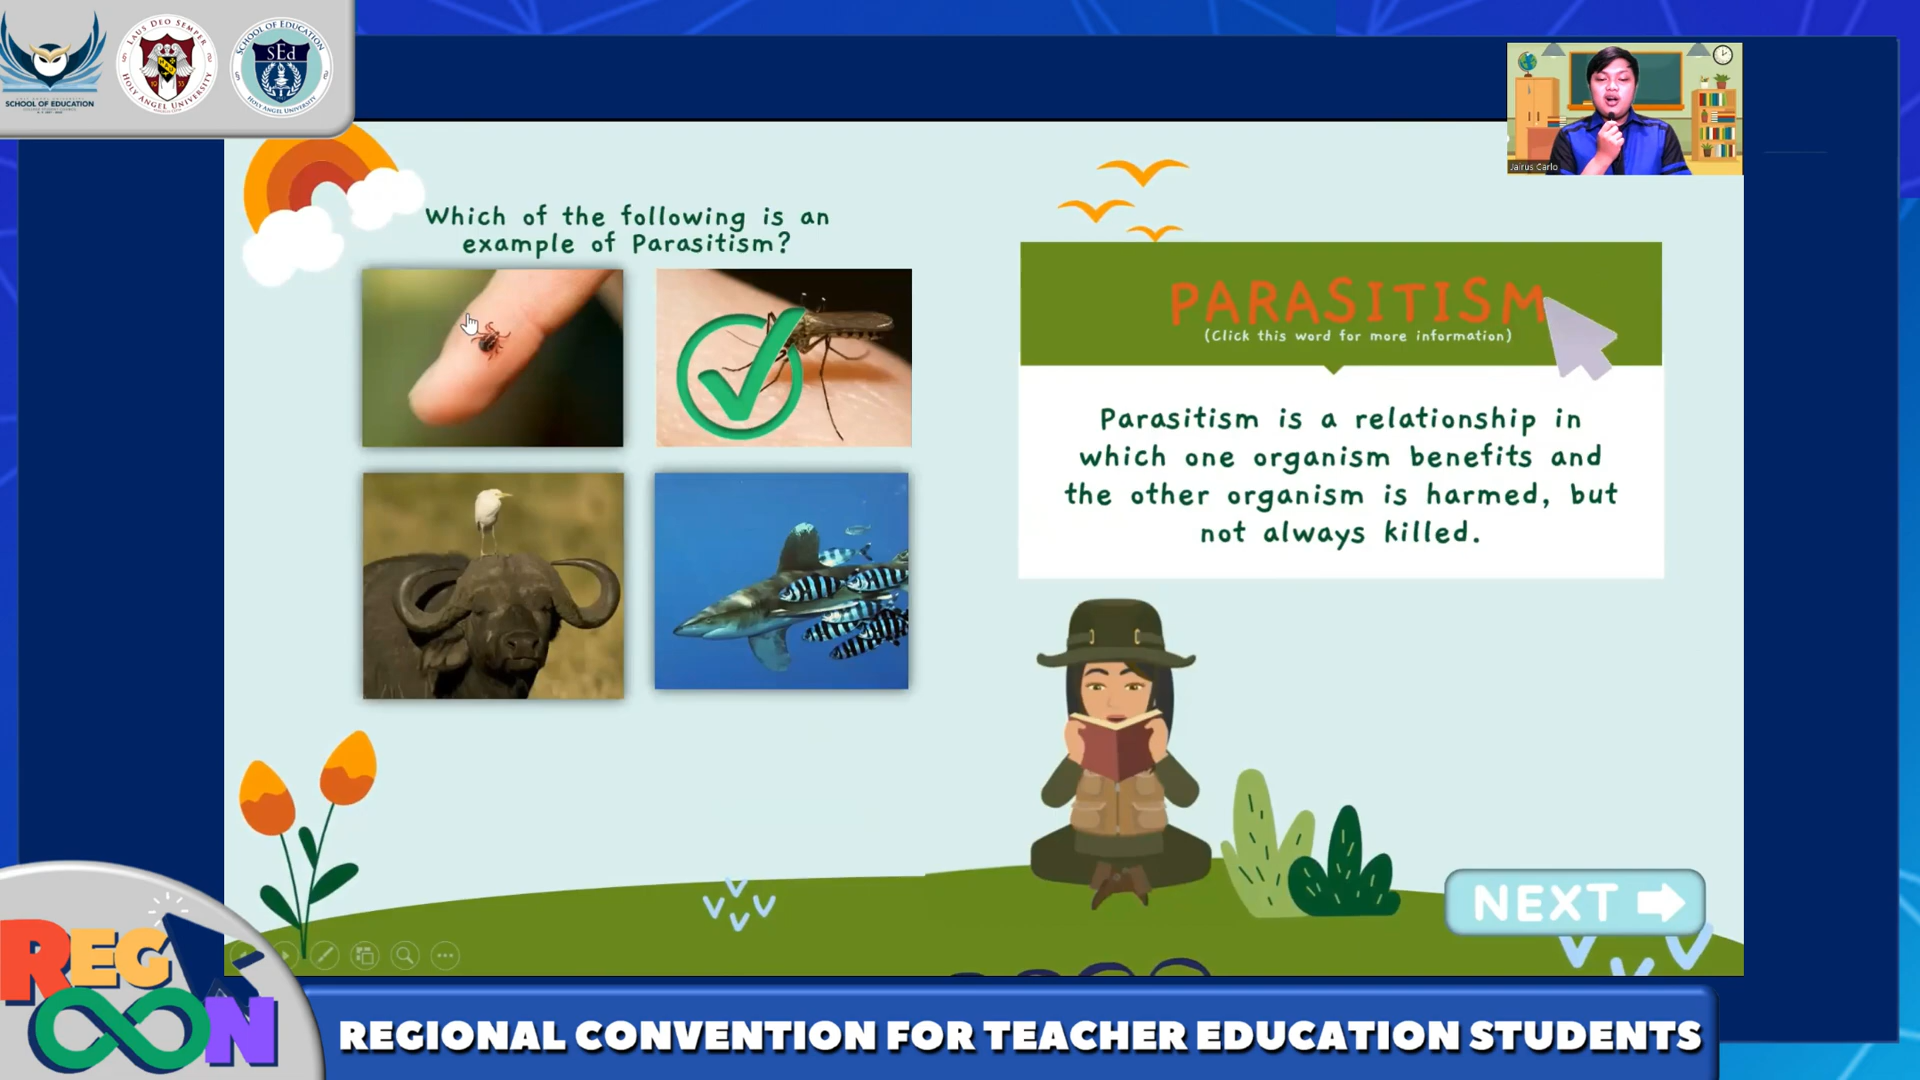 SCHOOL OF EDUCATION
LAUS DEO SEMPER
HOLY ANGEL UNIVERSITY
SCHOOL OF EDUCATION
SEd
HOLY ANGEL UNIVERSITY
Jairus Carlo
Which of the following is an
example of Parasitism?
PARASITISM
(Click this word for more information)
Parasitism is a relationship in
which one organism benefits and
the other organism is harmed, but
not always killed.
NEXT
REG
N
REGIONAL CONVENTION FOR TEACHER EDUCATION STUDENTS